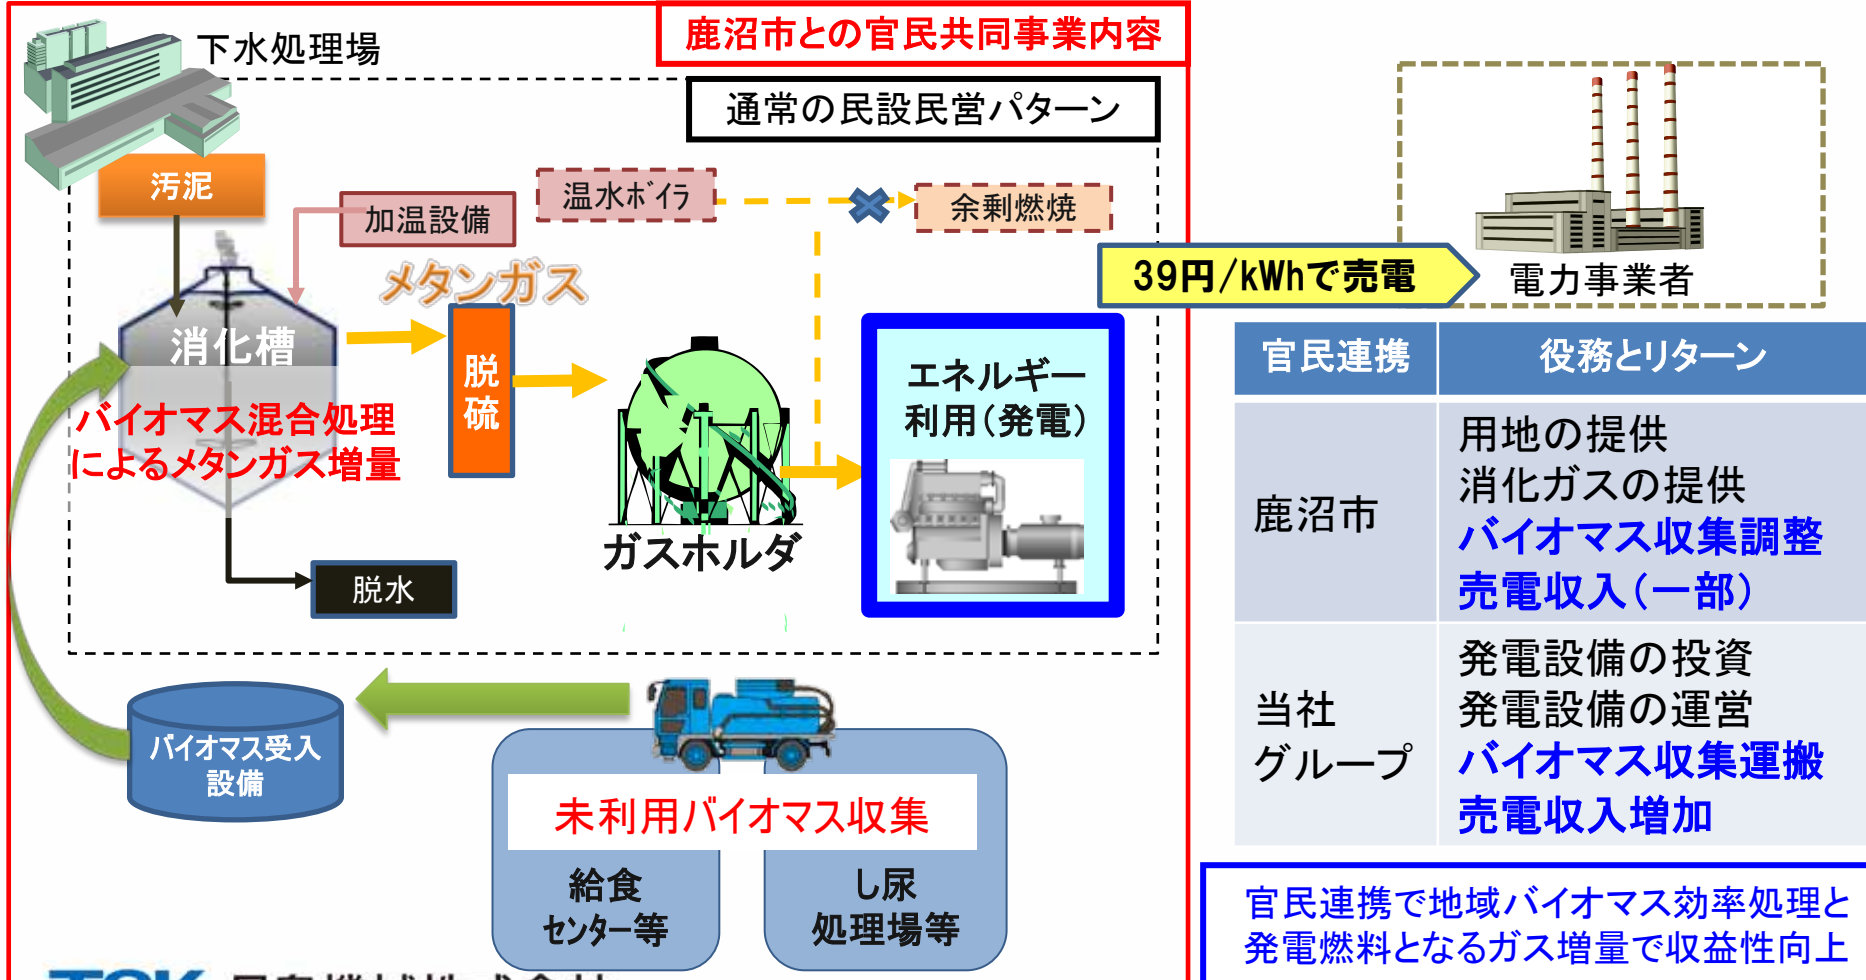 鹿沼市との官民共同事業内容
下水処理場
通常の民設民営パターン
汚泥
加温設備
温水ﾎﾞｲﾗ
余剰燃焼
39円/kWhで売電
電力事業者
メタンガス
消化槽
脱
硫
バイオマス混合処理
によるメタンガス増量
エネルギー
利用(発電)
ガスホルダ
脱水
バイオマス受入
設備
未利用バイオマス収集
給食
ｾﾝﾀｰ等
し尿
処理場等
官民連携
役務とリターン
鹿沼市
用地の提供
消化ガスの提供
バイオマス収集調整
売電収入(一部)
当社
グループ
発電設備の投資
発電設備の運営
バイオマス収集運搬
売電収入増加
官民連携で地域バイオマス効率処理と
発電燃料となるガス増量で収益性向上